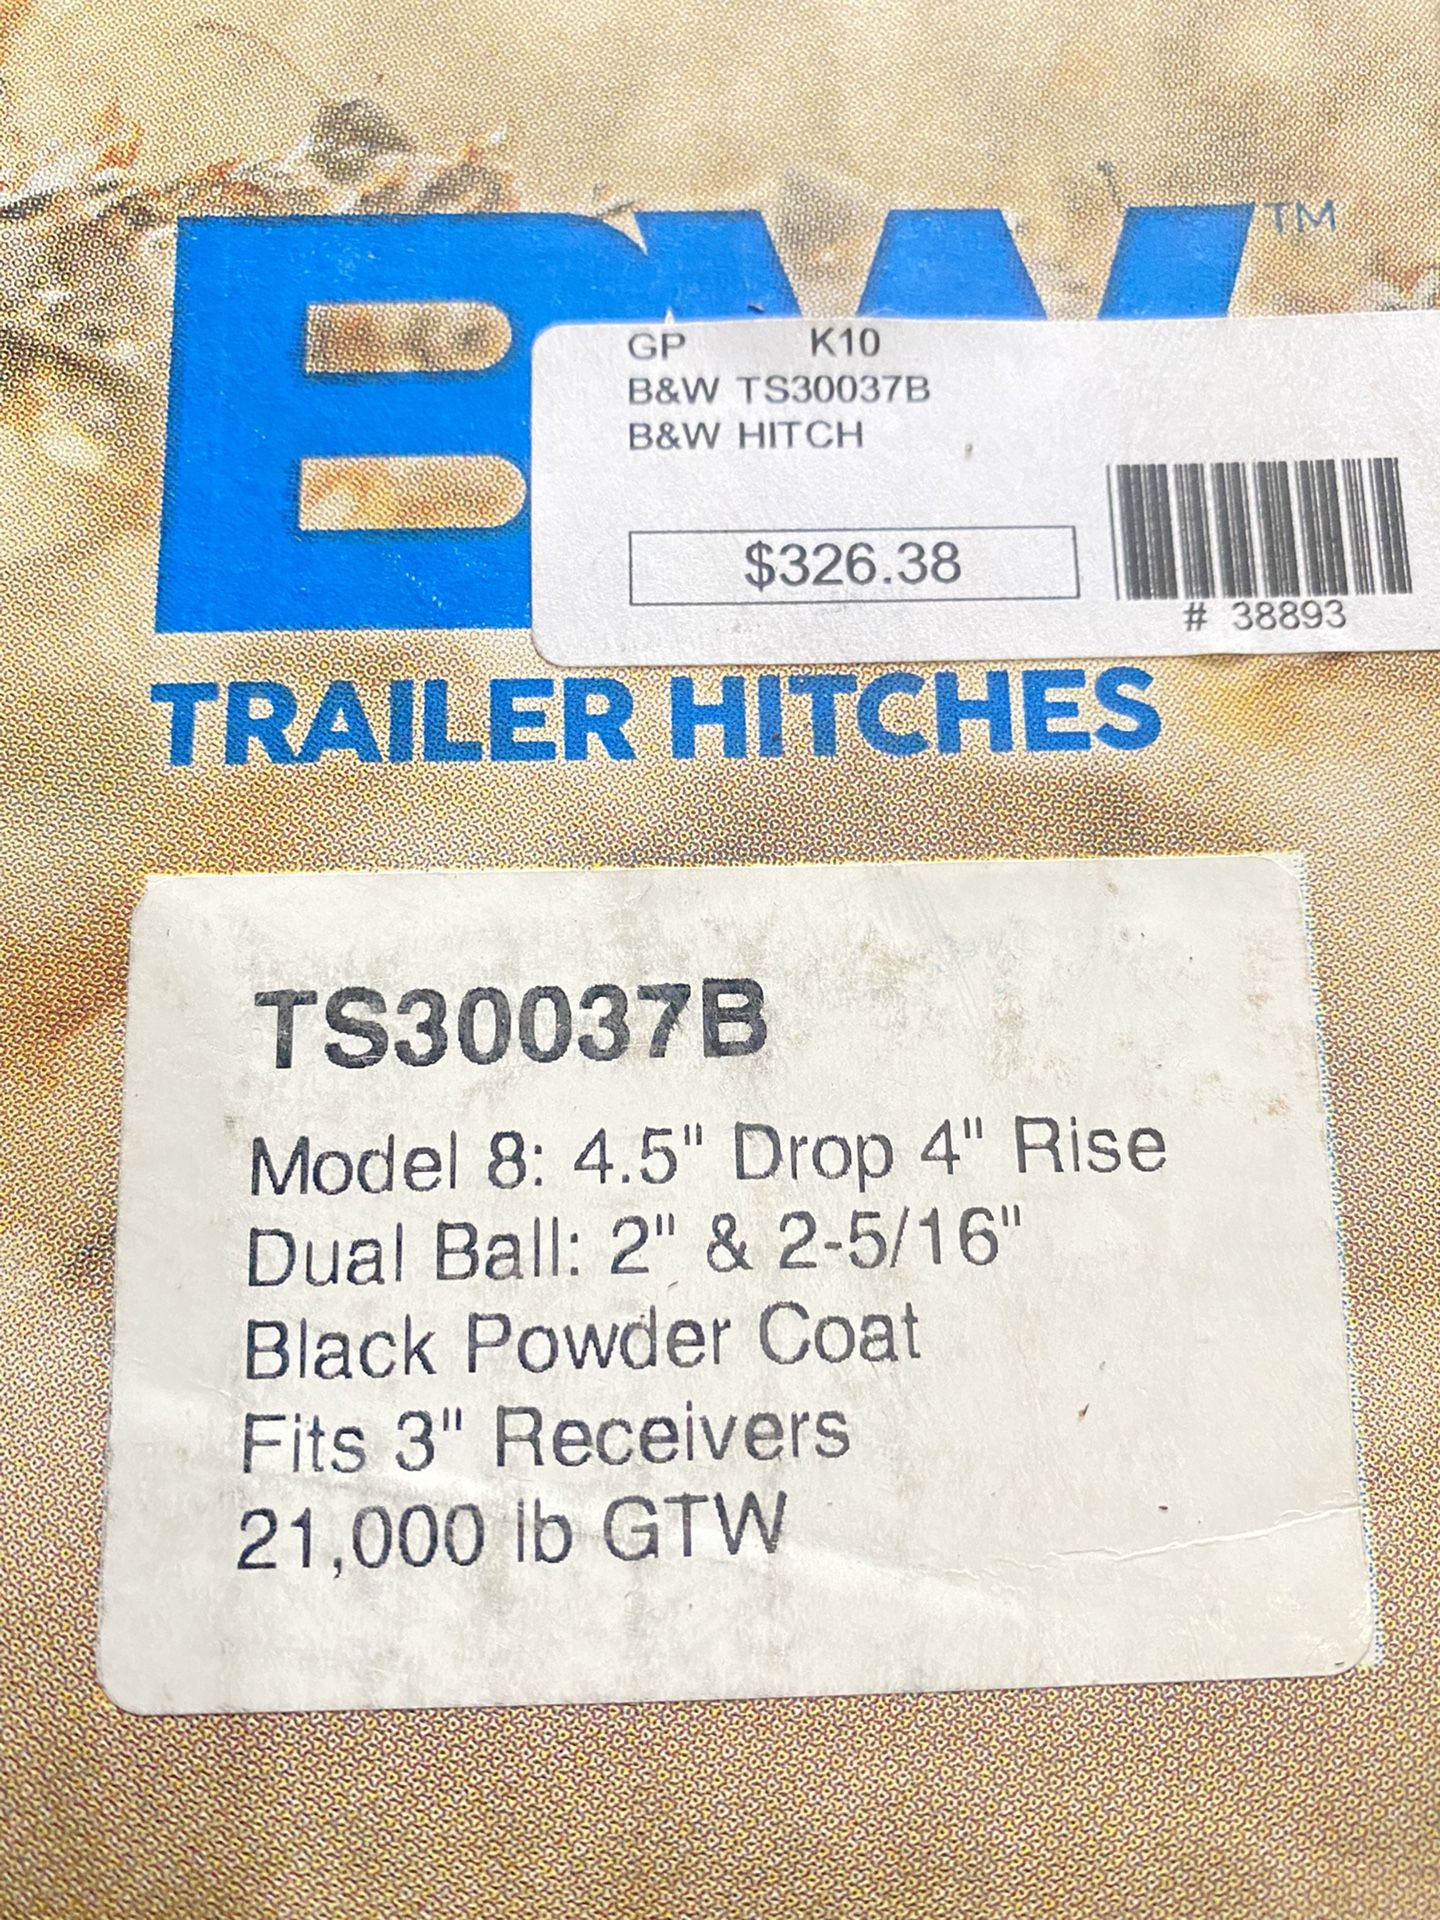 BW™
GP K10
B&W TS30037B
B&W HITCH
$326.38
# 38893
TRAILER HITCHES
TS30037B
Model 8: 4.5" Drop 4" Rise
Dual Ball: 2" & 2-5/16"
Black Powder Coat
Fits 3" Receivers
21,000 lb GTW